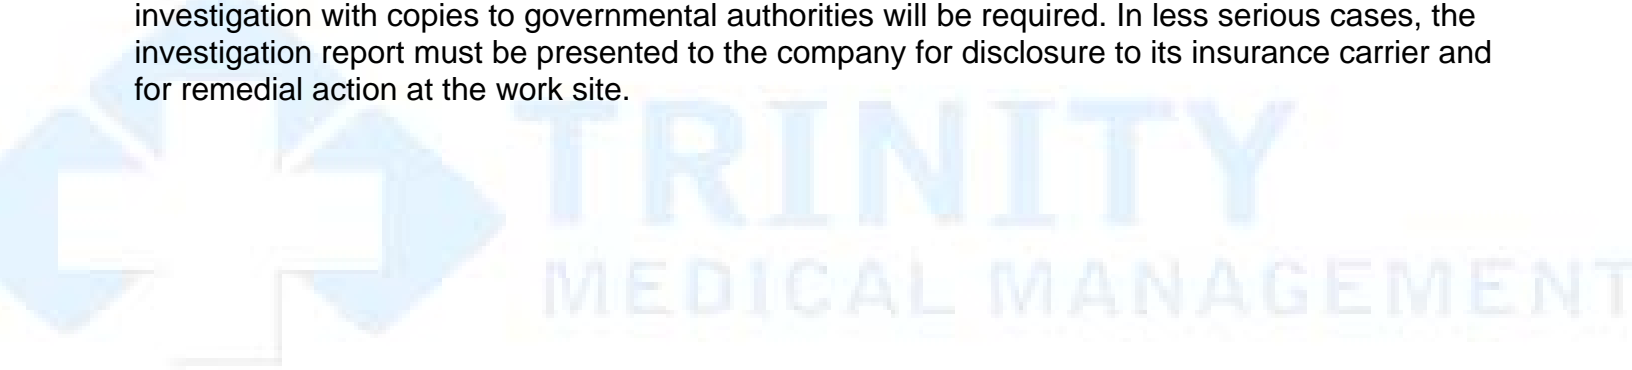 investigation with copies to governmental authorities will be required. In less serious cases, the
investigation report must be presented to the company for disclosure to its insurance carrier and
for remedial action at the work site.
TRINITY
MEDICAL MANAGEMENT